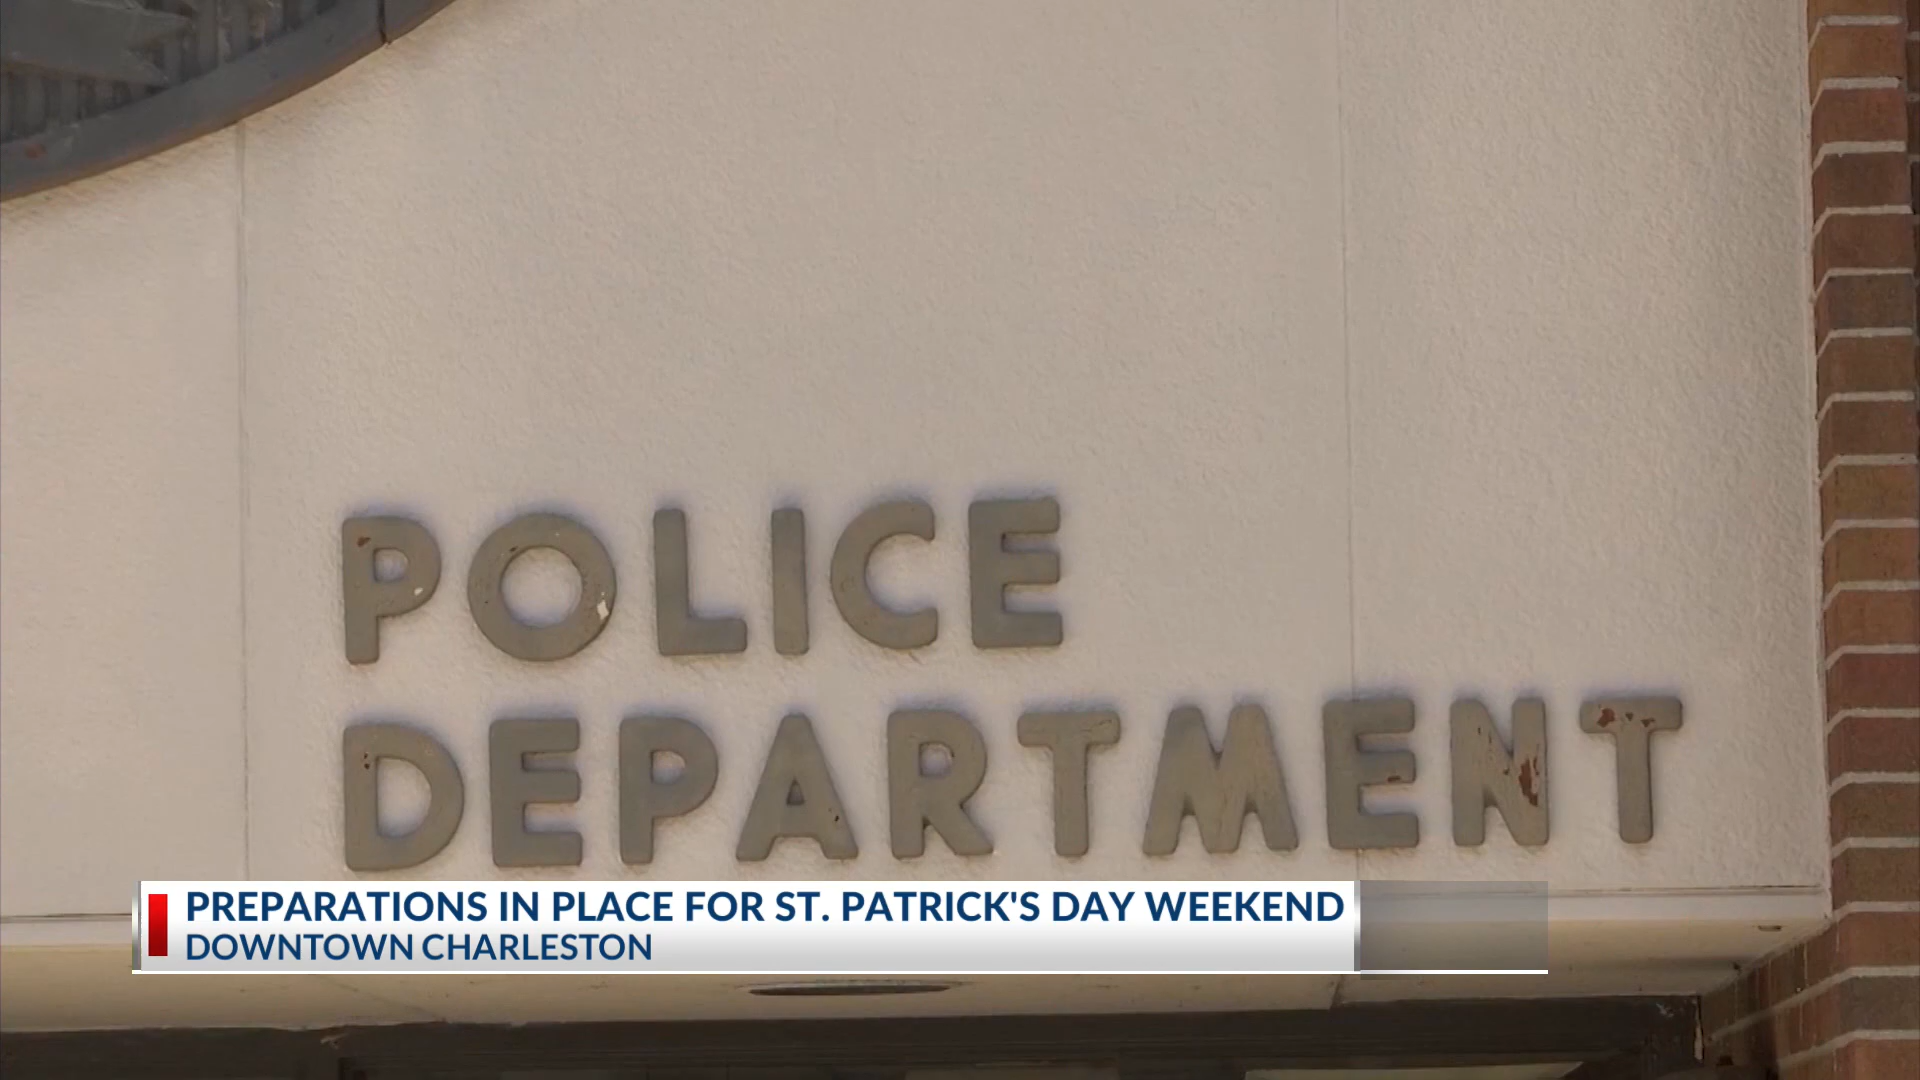 POLICE
DEPARTMENT
PREPARATIONS IN PLACE FOR ST. PATRICK'S DAY WEEKEND
DOWNTOWN CHARLESTON